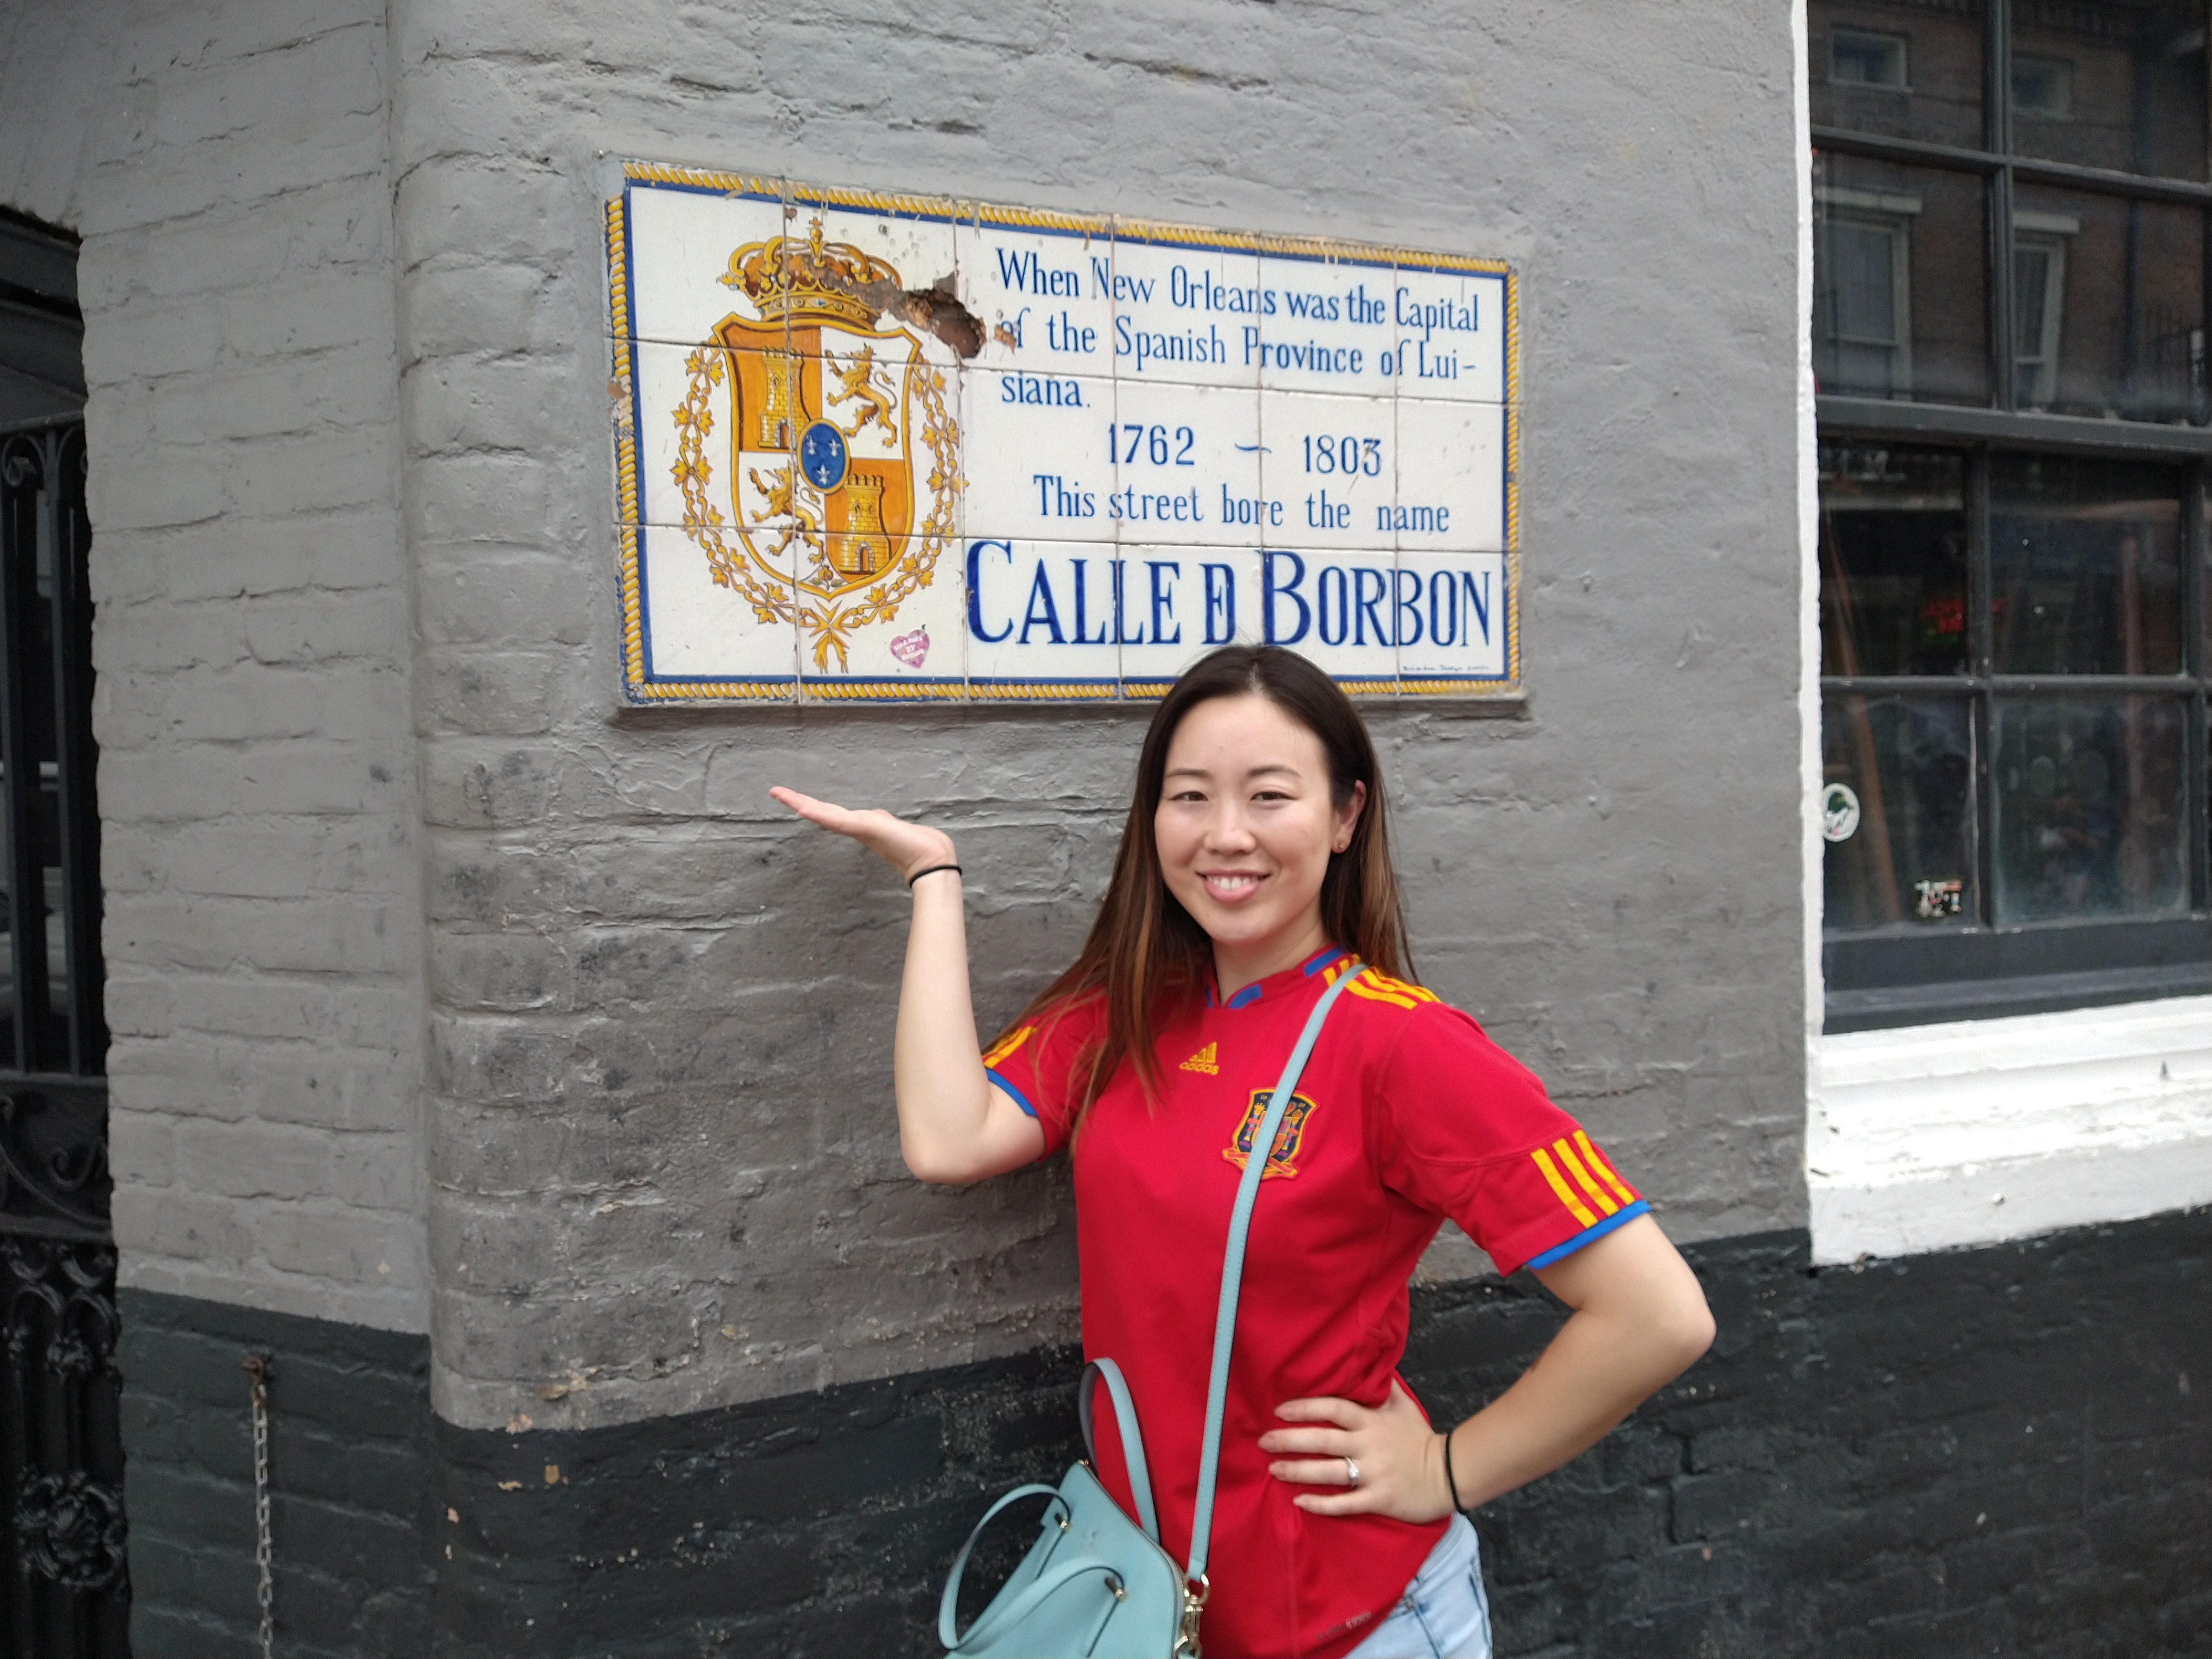 When New Orleans was the Capital
of the Spanish Province of Lui-
siana.
1762 ~ 1803
This street bore the name
CALLE D BORBON
adidas